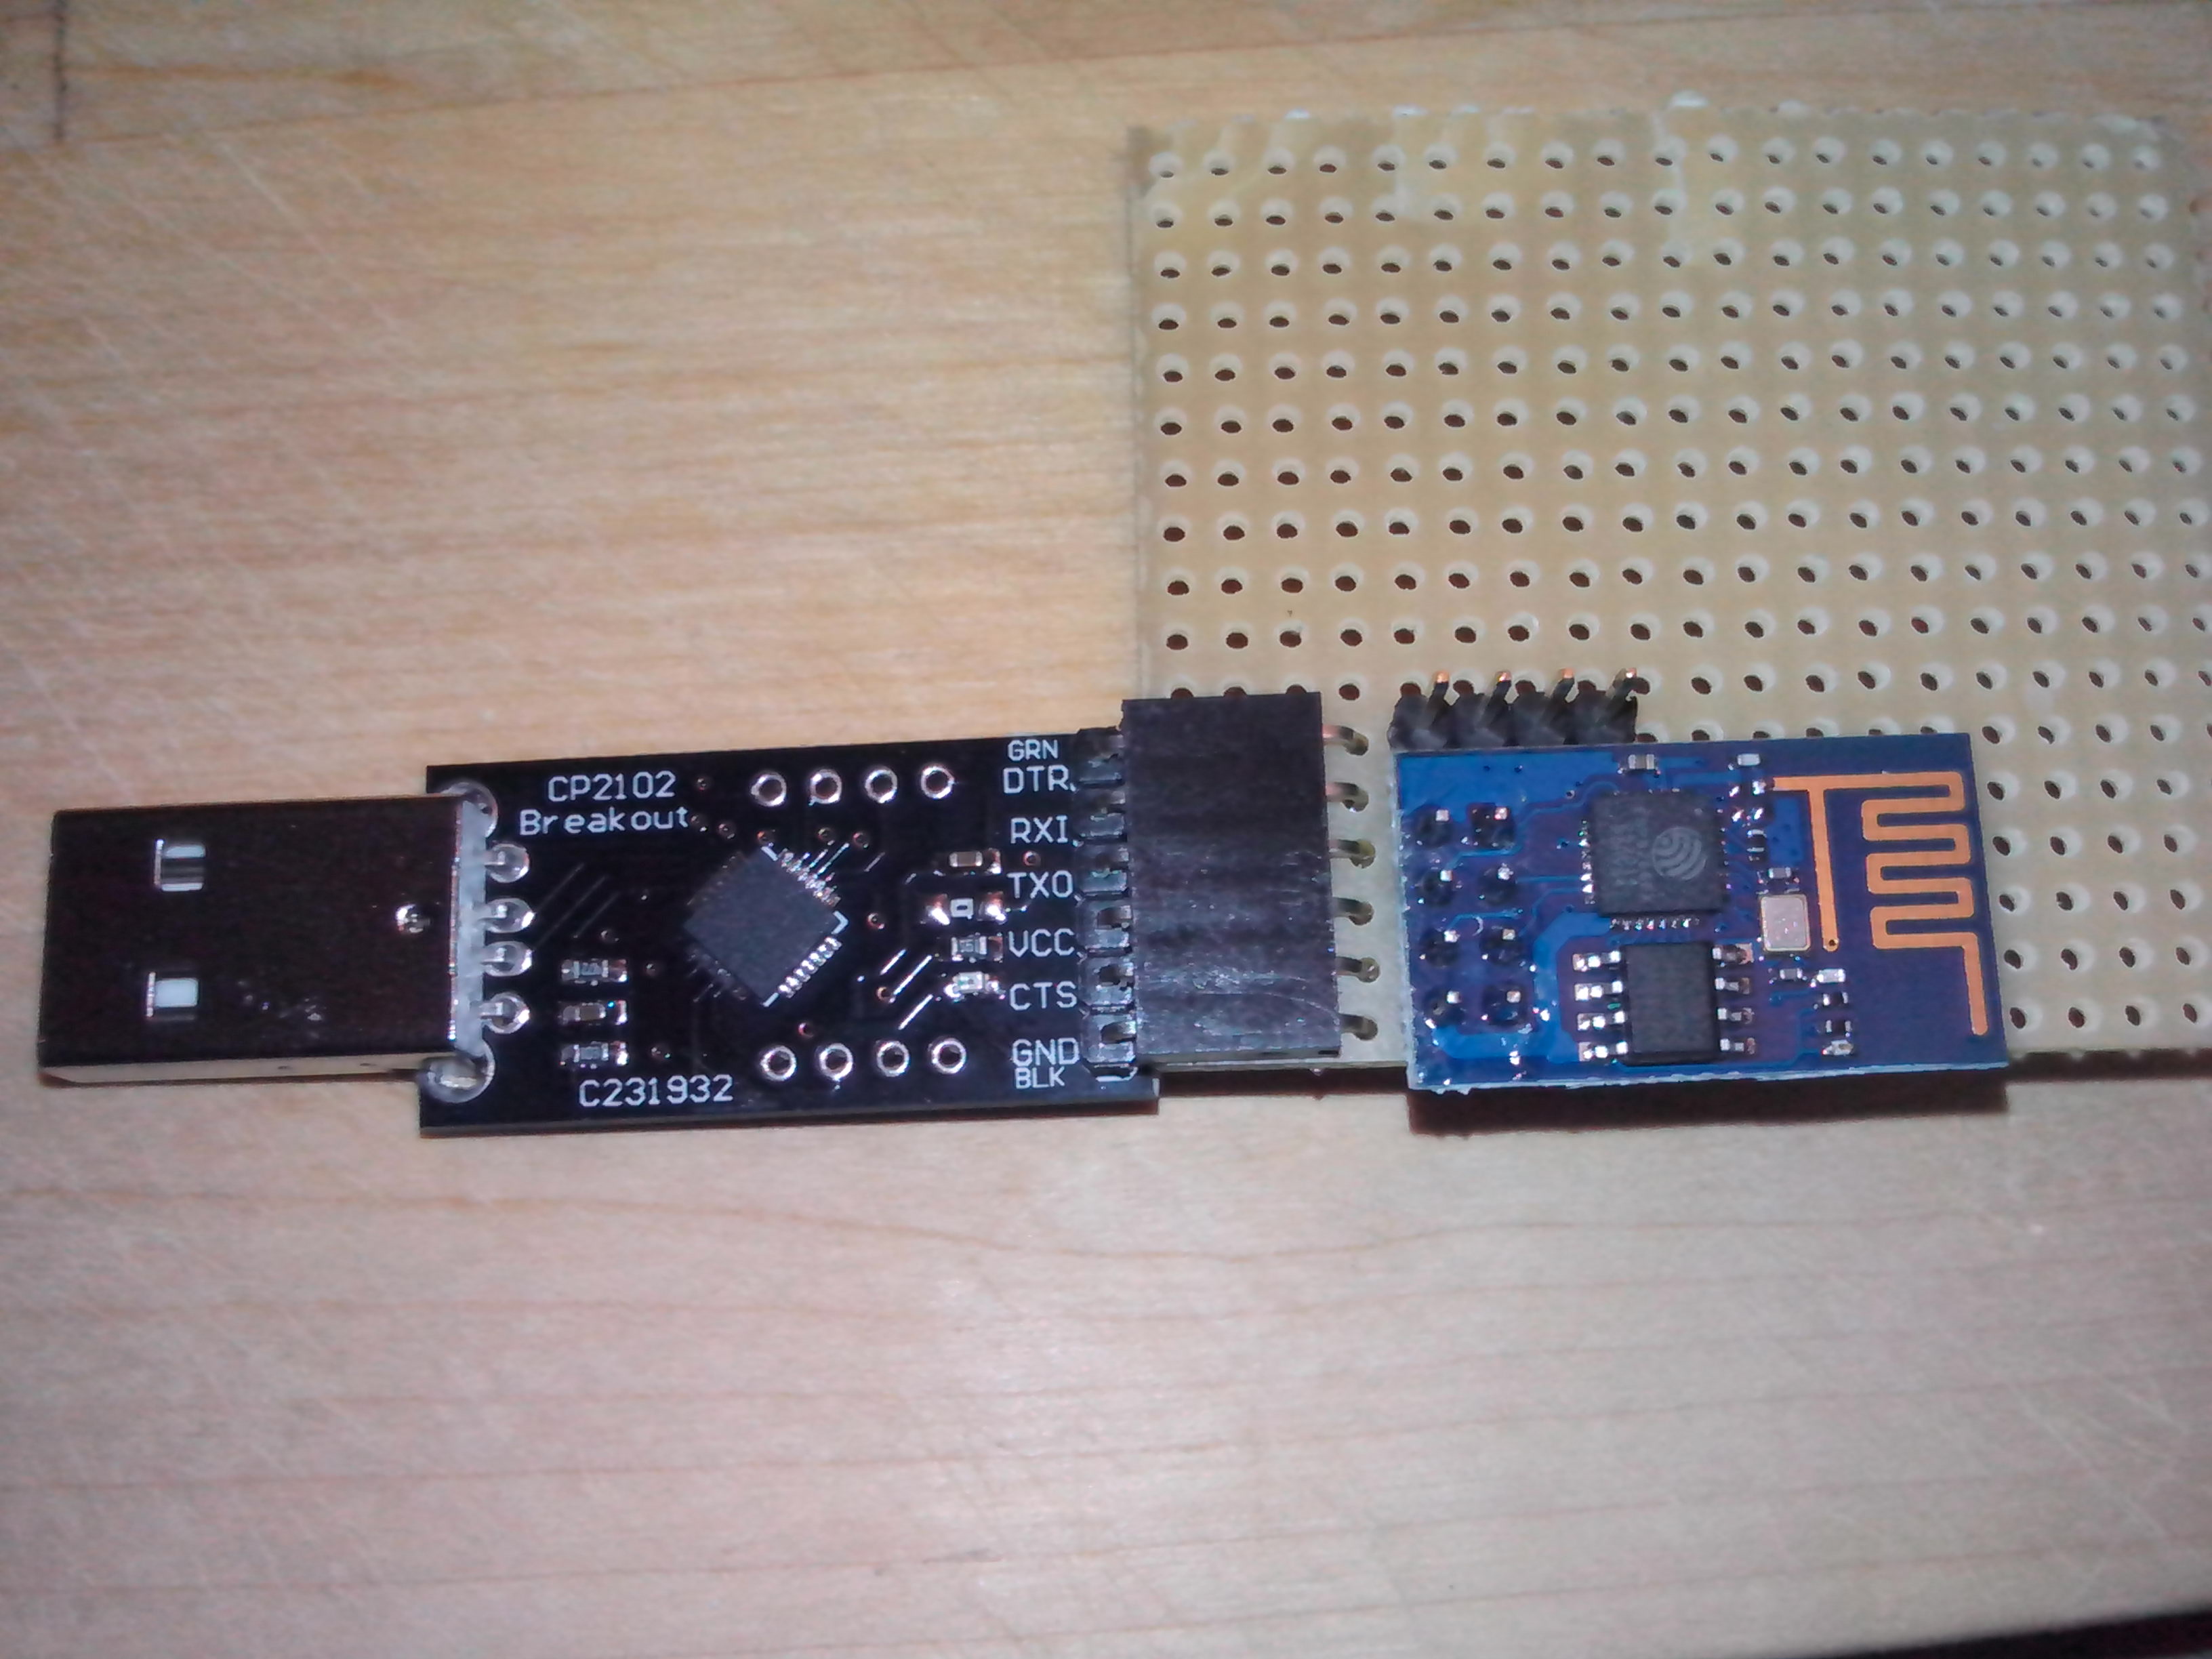 CP2102
Breakout
GRN
DTR
RXI
TXO
VCC
CTS
GND
BLK
C231932